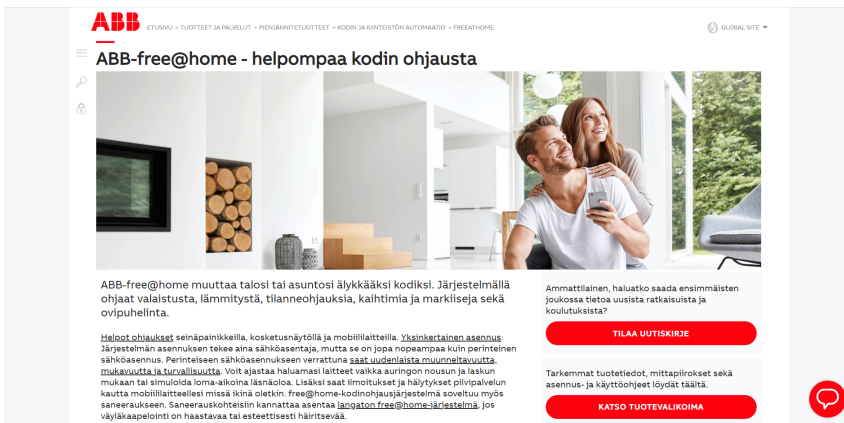 ABB
ETUSIVU → TUOTTEET JA PALVELUT → PIENJÄNNITETUOTTEET → KODIN JA KIINTEISTÖN AUTOMAATIO → FREEATHOME
GLOBAL SITE
ABB-free@home - helpompaa kodin ohjausta
ABB-free@home muuttaa talosi tai asuntosi älykkääksi kodiksi. Järjestelmällä
ohjaat valaistusta, lämmitystä, tilanneohjauksia, kaihtimia ja markiiseja sekä
ovipuhelinta.
Helpot ohjaukset seinäpainikkeilla, kosketusnäytöllä ja mobiililaitteilla. Yksinkertainen asennus:
Järjestelmän asennuksen tekee aina sähköasentaja, mutta se on jopa nopeampaa kuin perinteinen
sähköasennus. Perinteiseen sähköasennukseen verrattuna saat uudenlaista muunneltavuutta,
mukavuutta ja turvallisuutta. Voit ajastaa haluamasi laitteet vaikka auringon nousun ja laskun
mukaan tai simuloida loma-aikoina läsnäoloa. Lisäksi saat ilmoitukset ja hälytykset pilvipalvelun
kautta mobiililaitteellesi missä ikinä oletkin. free@home-kodinohjausjärjestelmä soveltuu myös
saneeraukseen. Saneerauskohteisiin kannattaa asentaa langaton free@home-järjestelmä, jos
väyläkaapelointi on haastavaa tai esteettisesti häiritsevää.
Ammattilainen, haluatko saada ensimmäisten
joukossa tietoa uusista ratkaisuista ja
koulutuksista?
TILAA UUTISKIRJE
Tarkemmat tuotetiedot, mittapiirokset sekä
asennus- ja käyttöohjeet löydät täältä.
KATSO TUOTEVALIKOIMA